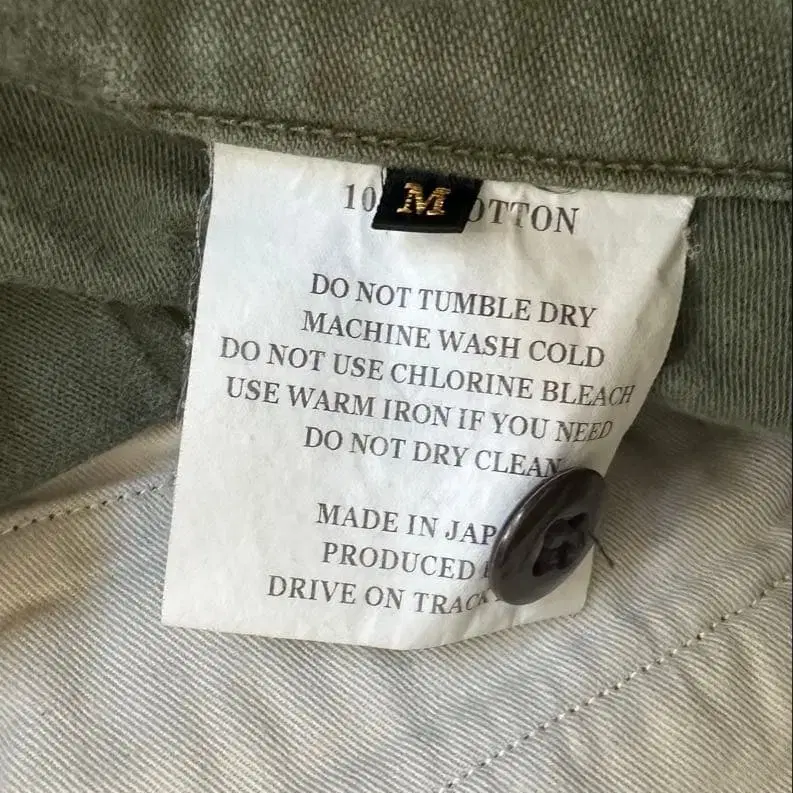 M
10 OTTON
DO NOT TUMBLE DRY
MACHINE WASH COLD
DO NOT USE CHLORINE BLEACH
USE WARM IRON IF YOU NEED
DO NOT DRY CLEAN
MADE IN JAP
PRODUCED
DRIVE ON TRACK